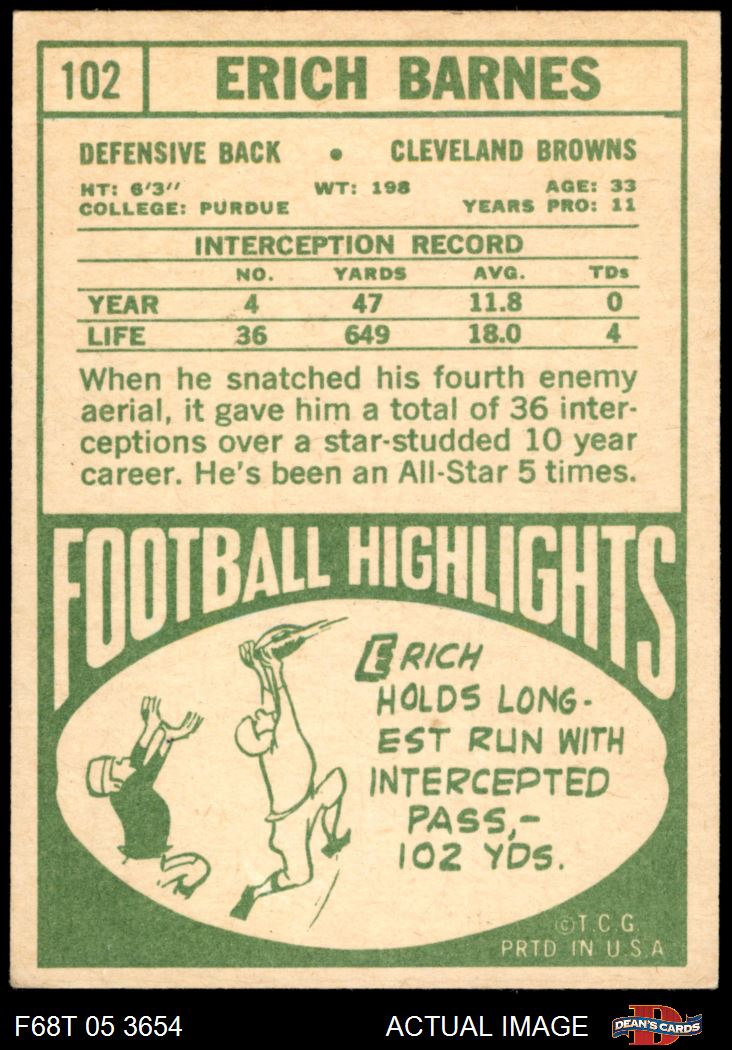 102 ERICH BARNES
DEFENSIVE BACK • CLEVELAND BROWNS
HT: 6'3" WT: 198 AGE: 33
COLLEGE: PURDUE YEARS PRO: 11
INTERCEPTION RECORD
NO. YARDS AVG. TDs
YEAR 4 47 11.8 0
LIFE 36 649 18.0 4
When he snatched his fourth enemy
aerial, it gave him a total of 36 inter-
ceptions over a star-studded 10 year
career. He's been an All-Star 5 times.
FOOTBALL HIGHLIGHTS
ERICH
HOLDS LONG-
EST RUN WITH
INTERCEPTED
PASS,-
102 YDS.
©T.C.G.
PRTD IN U.S.A
F68T 05 3654 ACTUAL IMAGE DEAN'S CARDS